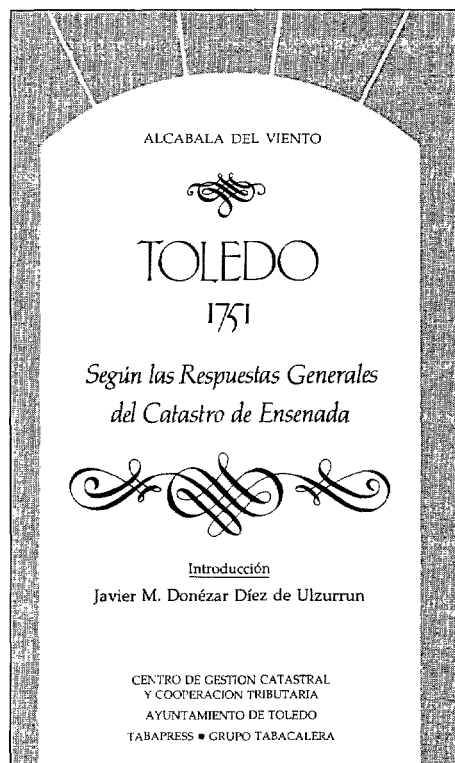 ALCABALA DEL VIENTO
TOLEDO
1751
Según las Respuestas Generales
del Catastro de Ensenada
Introducción
Javier M. Donézar Díez de Ulzurrun
CENTRO DE GESTION CATASTRAL
Y COOPERACION TRIBUTARIA
AYUNTAMIENTO DE TOLEDO
TABAPRESS ■ GRUPO TABACALERA